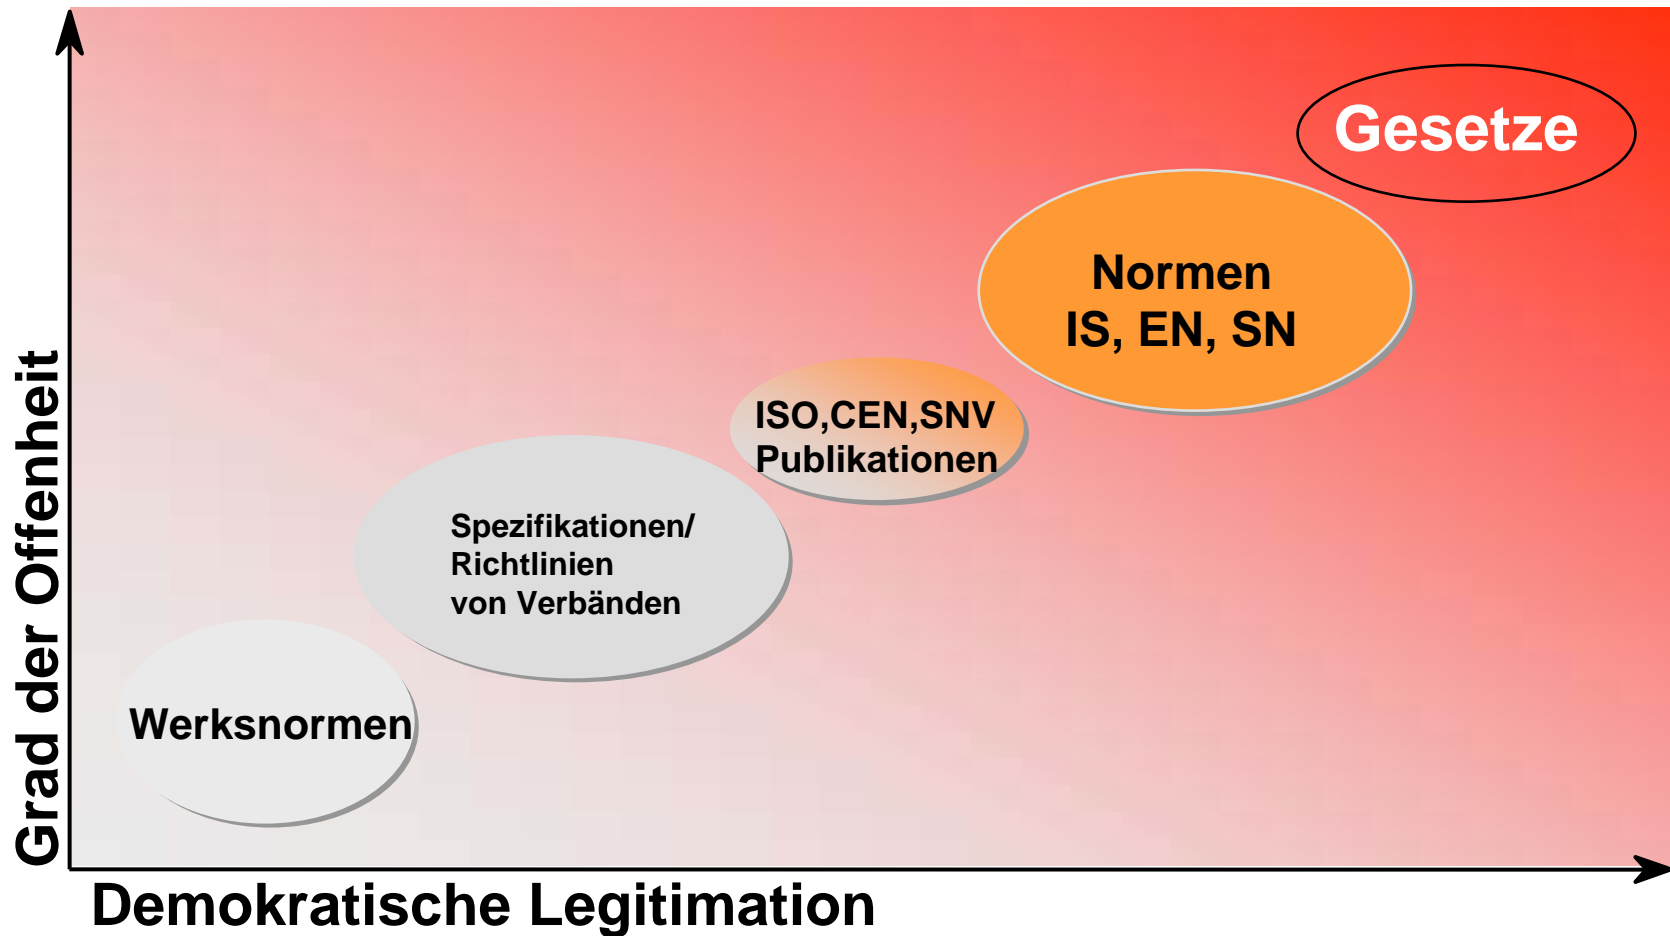 Gesetze
Normen
IS, EN, SN
ISO,CEN,SNV
Publikationen
Spezifikationen/
Richtlinien
von Verbänden
Werksnormen
Grad der Offenheit
Demokratische Legitimation